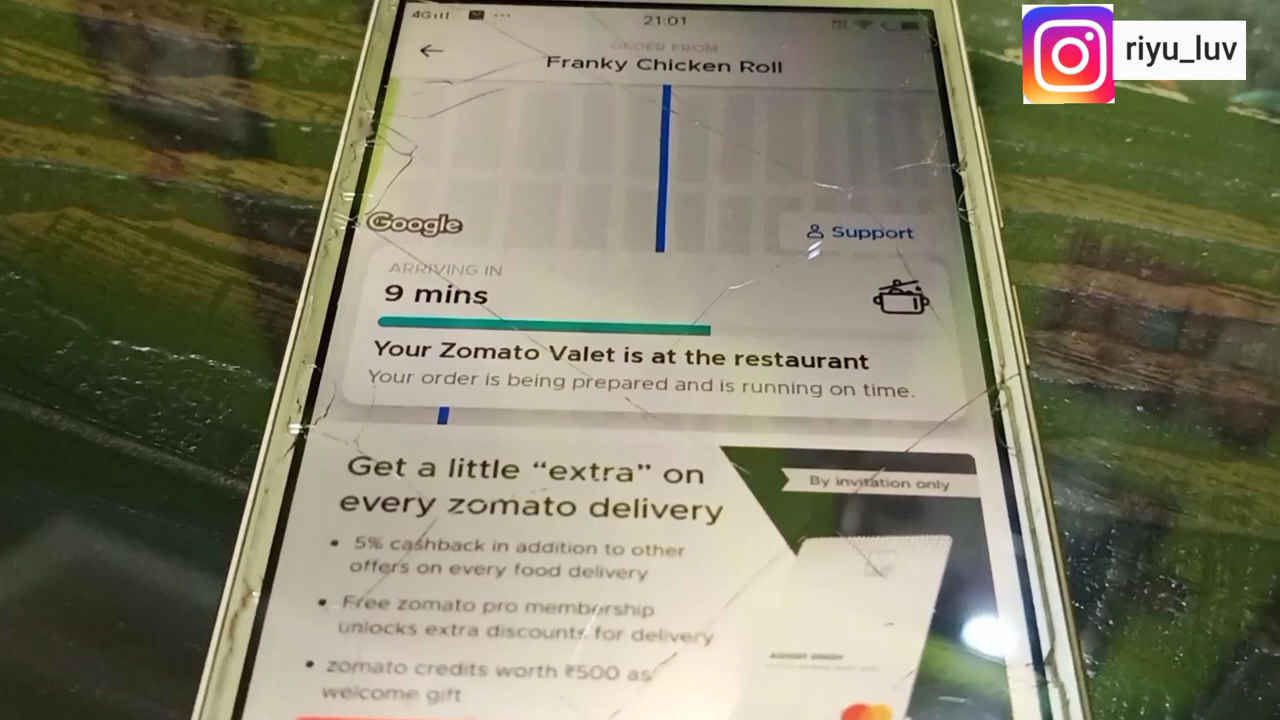 4G
21:01
riyu_luv
ORDER FROM
Franky Chicken Roll
Google
Support
ARRIVING IN
9 mins
Your Zomato Valet is at the restaurant
Your order is being prepared and is running on time.
Get a little “extra” on
every zomato delivery
By invitation only
• 5% cashback in addition to other
offers on every food delivery
• Free zomato pro membership
unlocks extra discounts for delivery
• zomato credits worth ₹500 as
welcome gift